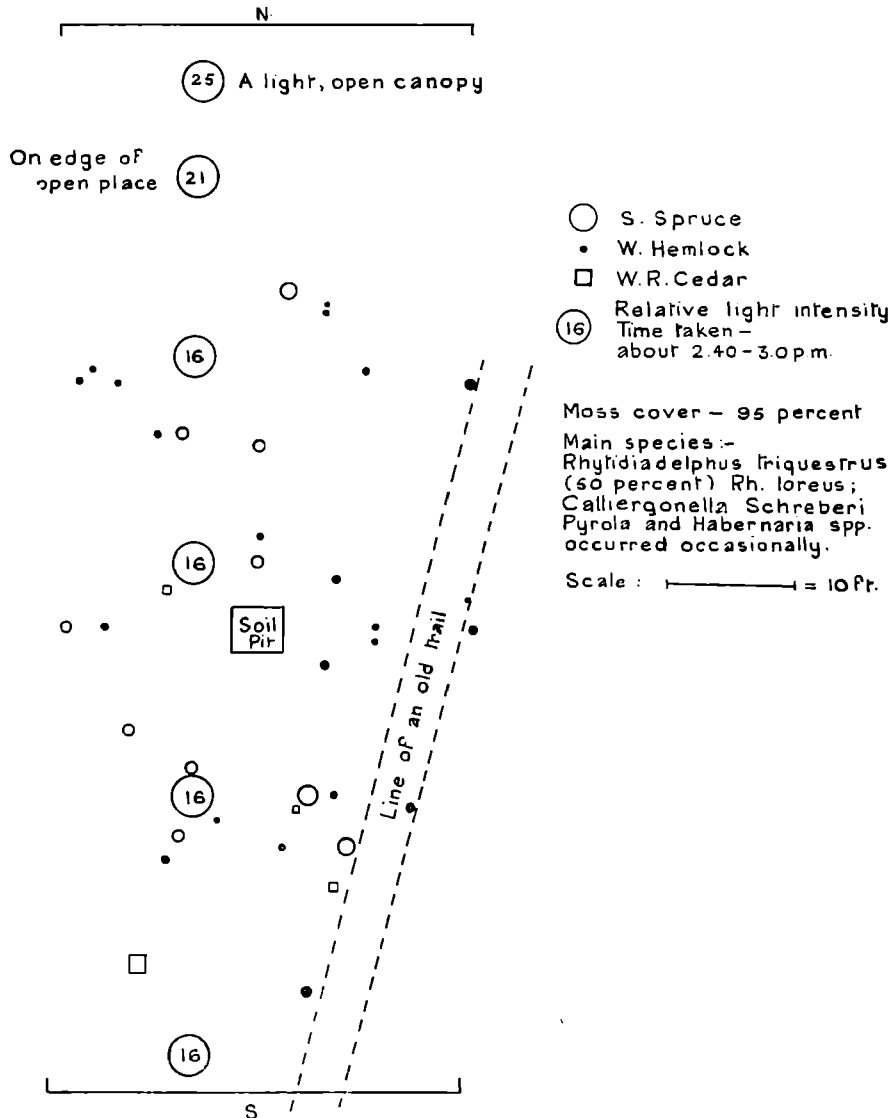 N.
25 A light, open canopy
On edge of
open place 21
S. Spruce
W. Hemlock
W.R.Cedar
16 Relative light intensity
Time taken –
about 2.40–3.0 p.m.
16
Moss cover – 95 percent
Main species:–
Rhytidiadelphus triquestrus
(50 percent) Rh. loreus;
Calliergonella Schreberi
Pyrola and Habernaria spp.
occurred occasionally.
16
Scale : = 10 ft.
Soil
Pit
Line of an old trail
16
16
S